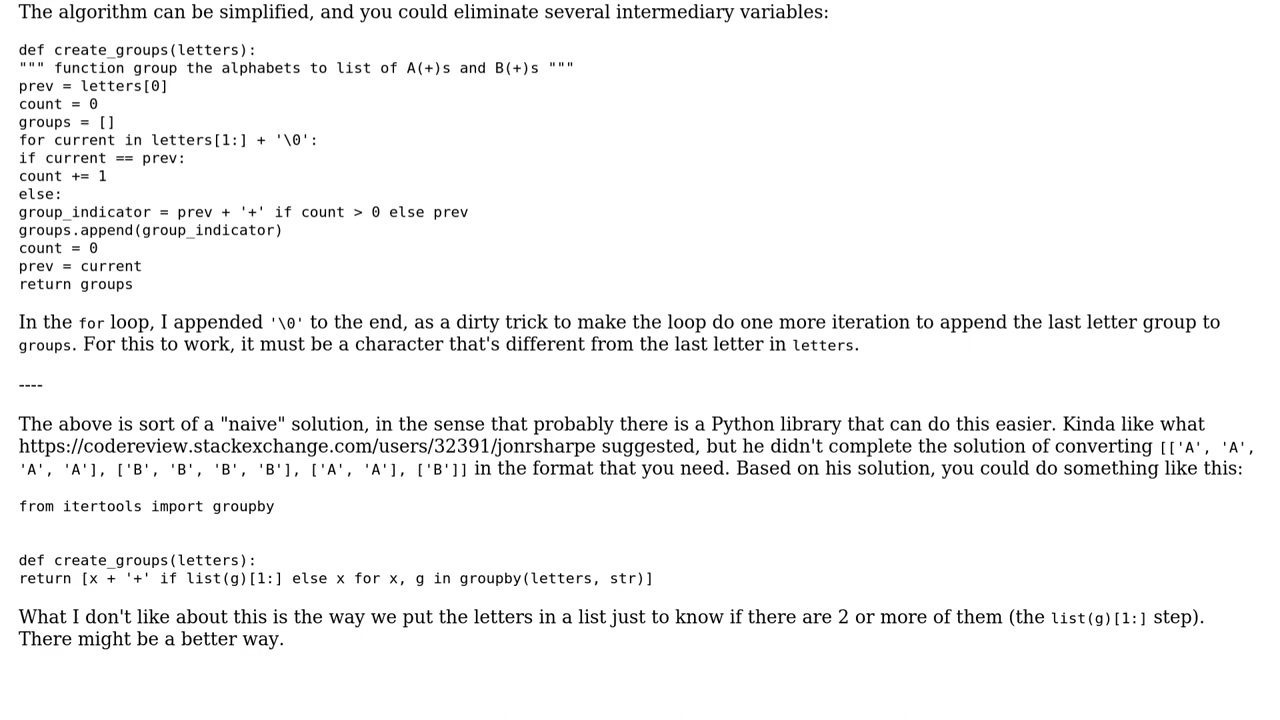 The algorithm can be simplified, and you could eliminate several intermediary variables:
def create_groups(letters):
""" function group the alphabets to list of A(+)s and B(+)s """
prev = letters[0]
count = 0
groups = []
for current in letters[1:] + '\0':
if current == prev:
count += 1
else:
group_indicator = prev + '+' if count > 0 else prev
groups.append(group_indicator)
count = 0
prev = current
return groups
In the for loop, I appended '\0' to the end, as a dirty trick to make the loop do one more iteration to append the last letter group to
groups. For this to work, it must be a character that's different from the last letter in letters.
----
The above is sort of a "naive" solution, in the sense that probably there is a Python library that can do this easier. Kinda like what
https://codereview.stackexchange.com/users/32391/jonrsharpe suggested, but he didn't complete the solution of converting [['A', 'A',
'A', 'A'], ['B', 'B', 'B', 'B'], ['A', 'A'], ['B']] in the format that you need. Based on his solution, you could do something like this:
from itertools import groupby
def create_groups(letters):
return [x + '+' if list(g)[1:] else x for x, g in groupby(letters, str)]
What I don't like about this is the way we put the letters in a list just to know if there are 2 or more of them (the list(g)[1:] step).
There might be a better way.